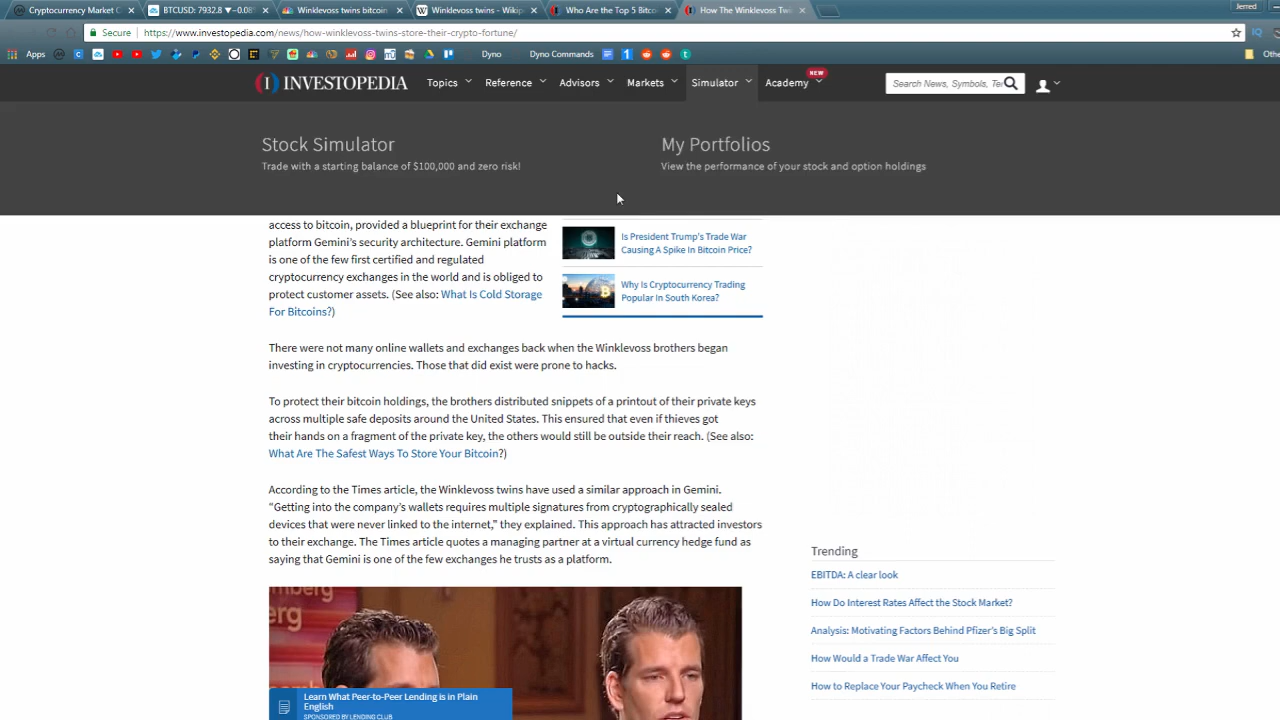 Cryptocurrency Market C
BTCUSD: 7932.8 ▼−0.08%
Winklevoss twins bitcoin
Winklevoss twins - Wikip
Who Are the Top 5 Bitco
How The Winklevoss Twi
Jerred
Secure
https://www.investopedia.com/news/how-winklevoss-twins-store-their-crypto-fortune/
Apps
Dyno
Dyno Commands
Othe
INVESTOPEDIA
Topics
Reference
Advisors
Markets
Simulator
Academy
NEW
Search News, Symbols, Ter
Stock Simulator
Trade with a starting balance of $100,000 and zero risk!
My Portfolios
View the performance of your stock and option holdings
access to bitcoin, provided a blueprint for their exchange
platform Gemini's security architecture. Gemini platform
is one of the few first certified and regulated
cryptocurrency exchanges in the world and is obliged to
protect customer assets. (See also: What Is Cold Storage
For Bitcoins?)
Is President Trump's Trade War
Causing A Spike In Bitcoin Price?
Why Is Cryptocurrency Trading
Popular In South Korea?
There were not many online wallets and exchanges back when the Winklevoss brothers began
investing in cryptocurrencies. Those that did exist were prone to hacks.
To protect their bitcoin holdings, the brothers distributed snippets of a printout of their private keys
across multiple safe deposits around the United States. This ensured that even if thieves got
their hands on a fragment of the private key, the others would still be outside their reach. (See also:
What Are The Safest Ways To Store Your Bitcoin?)
According to the Times article, the Winklevoss twins have used a similar approach in Gemini.
"Getting into the company's wallets requires multiple signatures from cryptographically sealed
devices that were never linked to the internet," they explained. This approach has attracted investors
to their exchange. The Times article quotes a managing partner at a virtual currency hedge fund as
saying that Gemini is one of the few exchanges he trusts as a platform.
Trending
EBITDA: A clear look
How Do Interest Rates Affect the Stock Market?
Analysis: Motivating Factors Behind Pfizer's Big Split
How Would a Trade War Affect You
How to Replace Your Paycheck When You Retire
omberg
erg
Learn What Peer-to-Peer Lending is in Plain
English
SPONSORED BY LENDING CLUB